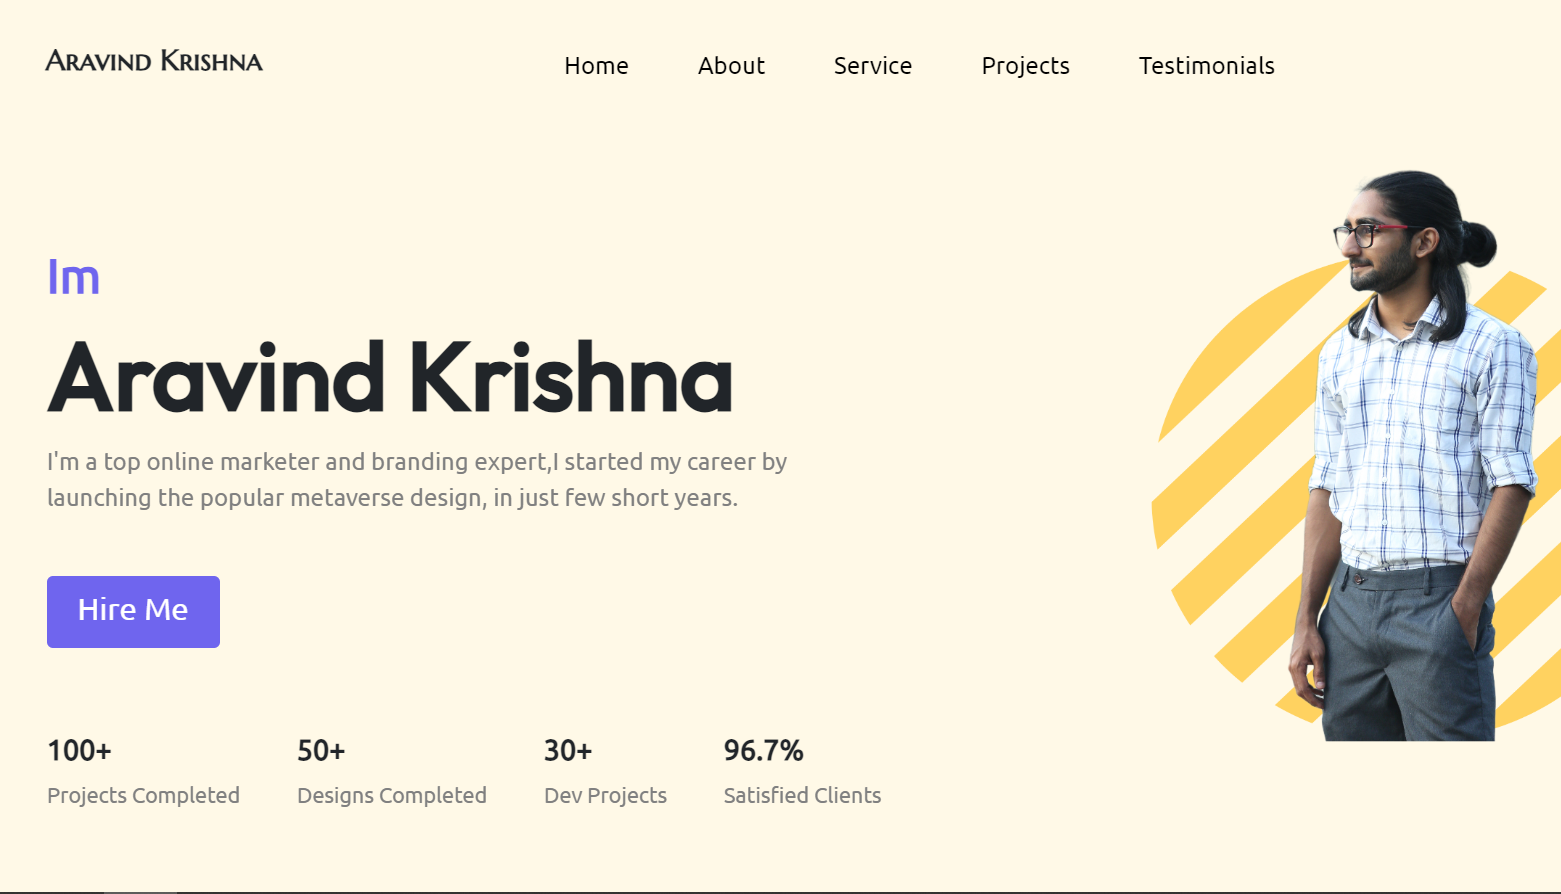 Aravind Krishna
Home About Service Projects Testimonials
Im
Aravind Krishna
I'm a top online marketer and branding expert,I started my career by
launching the popular metaverse design, in just few short years.
Hire Me
100+ 50+ 30+ 96.7%
Projects Completed Designs Completed Dev Projects Satisfied Clients